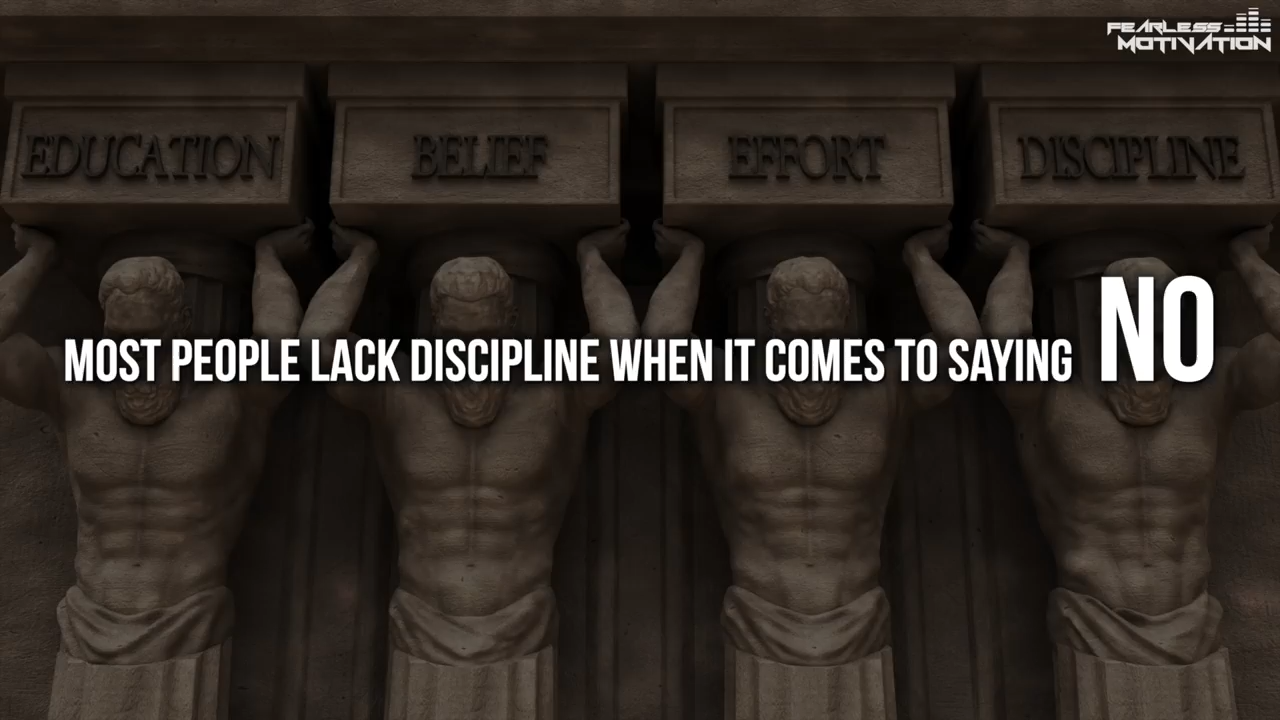 FEARLESS
MOTIVATION
EDUCATION BELIEF EFFORT DISCIPLINE
MOST PEOPLE LACK DISCIPLINE WHEN IT COMES TO SAYING NO